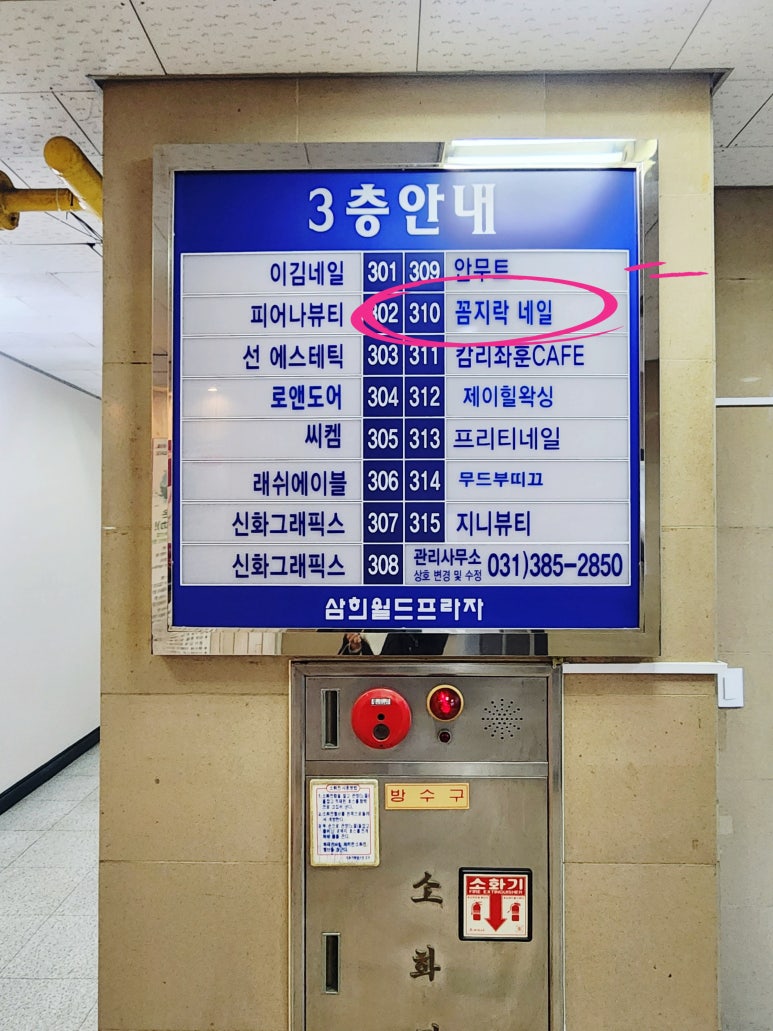 3층안내
이김네일 301 309 안무트
피어나뷰티 302 310 꼼지락 네일
선 에스테틱 303 311 캄리좌훈CAFE
로앤도어 304 312 제이힐왁싱
씨켐 305 313 프리티네일
래쉬에이블 306 314 무드부띠끄
신화그래픽스 307 315 지니뷰티
신화그래픽스 308 관리사무소 031)385-2850
상호 변경 및 수정
삼희월드프라자
방수구
소화기
FIRE EXTINGUISHER
소
화